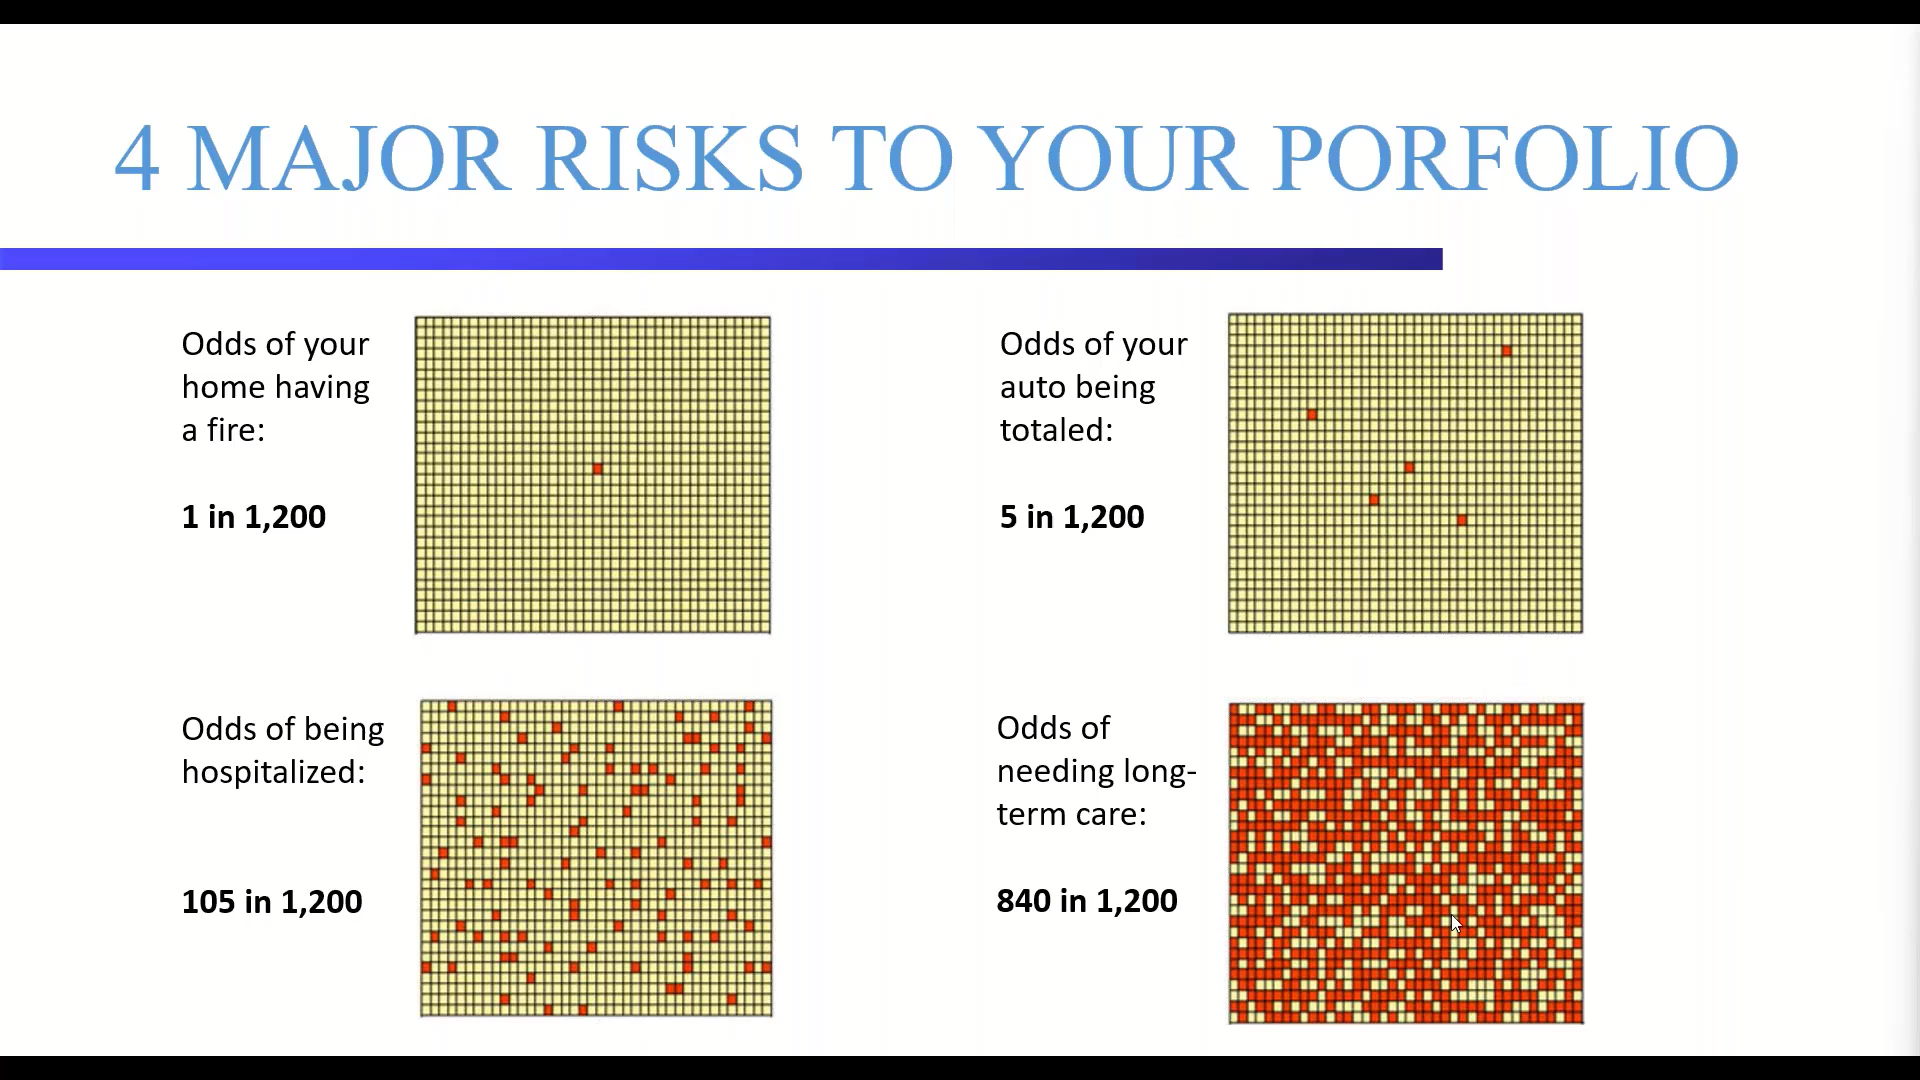 4 MAJOR RISKS TO YOUR PORFOLIO
Odds of your
home having
a fire:
1 in 1,200
Odds of your
auto being
totaled:
5 in 1,200
Odds of being
hospitalized:
105 in 1,200
Odds of
needing long-
term care:
840 in 1,200